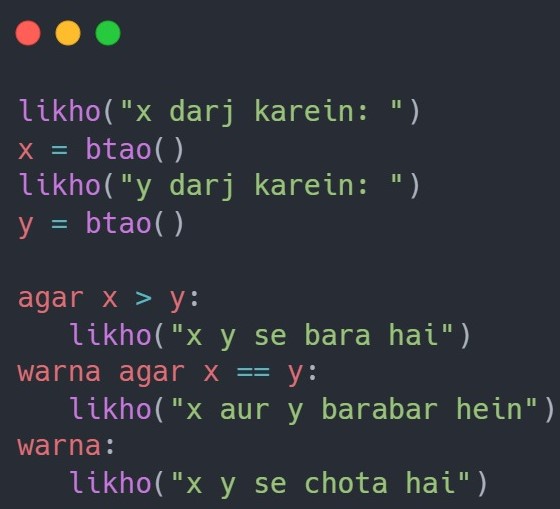 likho("x darj karein: ")
x = btao()
likho("y darj karein: ")
y = btao()

agar x > y:
   likho("x y se bara hai")
warna agar x == y:
   likho("x aur y barabar hein")
warna:
   likho("x y se chota hai")